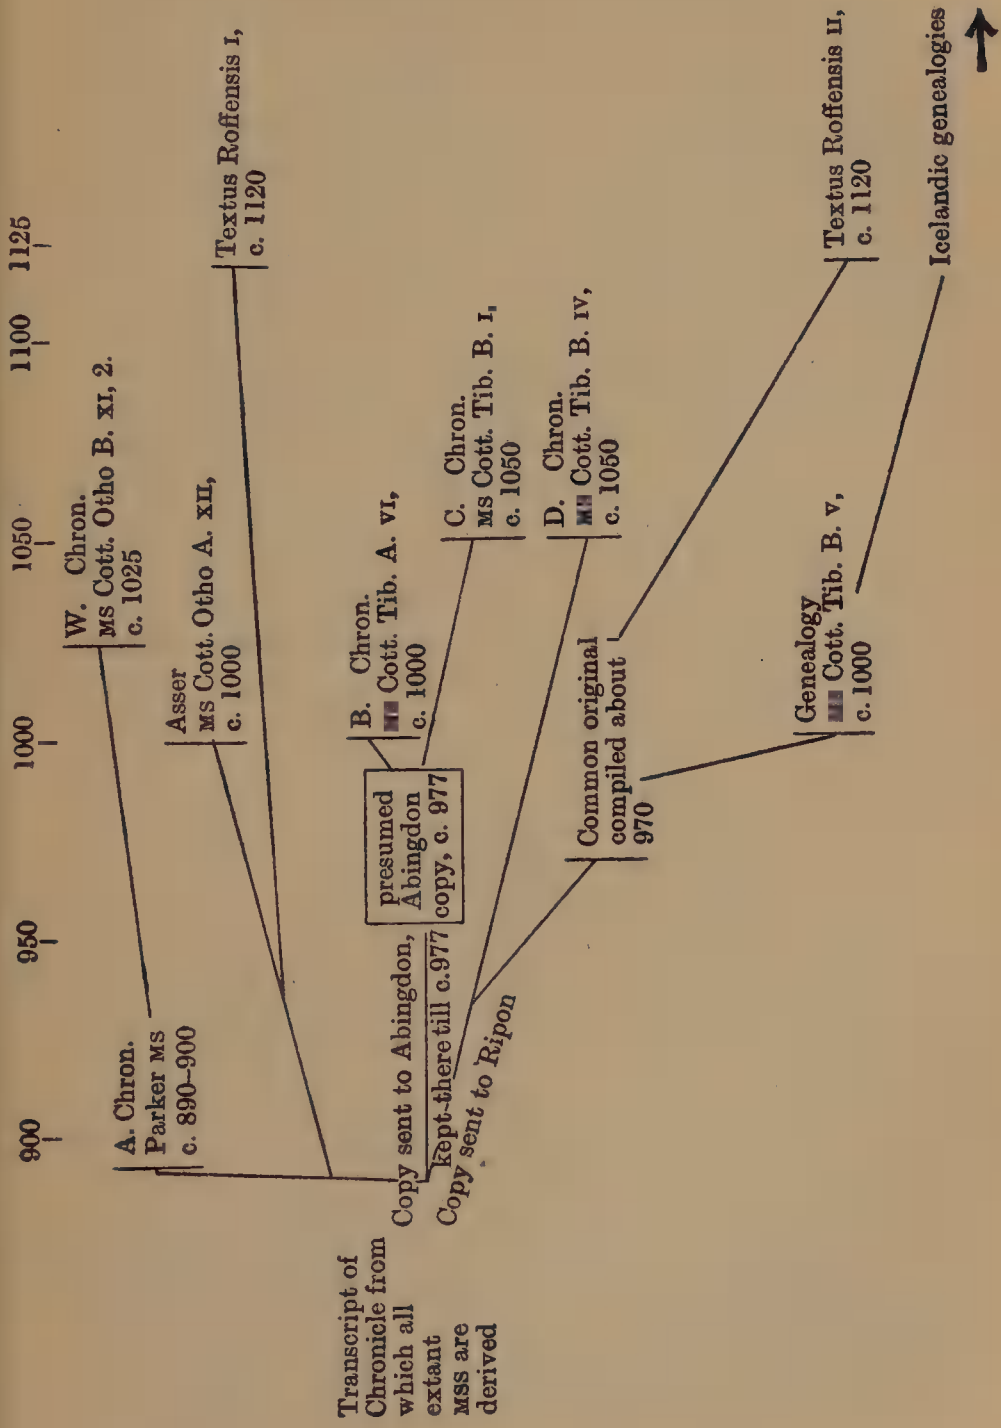 900
950
1000
1050
1100
1125
A. Chron.
Parker MS
c. 890-900
W. Chron.
MS Cott. Otho B. XI, 2.
c. 1025
Asser
MS Cott. Otho A. XII,
c. 1000
Textus Roffensis I,
c. 1120
Transcript of
Chronicle from
which all
extant
MSS are
derived
Copy sent to Abingdon,
kept there till c. 977
Copy sent to Ripon
presumed
Abingdon
copy, c. 977
B. Chron.
MS Cott. Tib. A. VI,
c. 1000
C. Chron.
MS Cott. Tib. B. I,
c. 1050
D. Chron.
MS Cott. Tib. B. IV,
c. 1050
Common original
compiled about
970
Textus Roffensis II,
c. 1120
Genealogy
MS Cott. Tib. B. V,
c. 1000
Icelandic genealogies